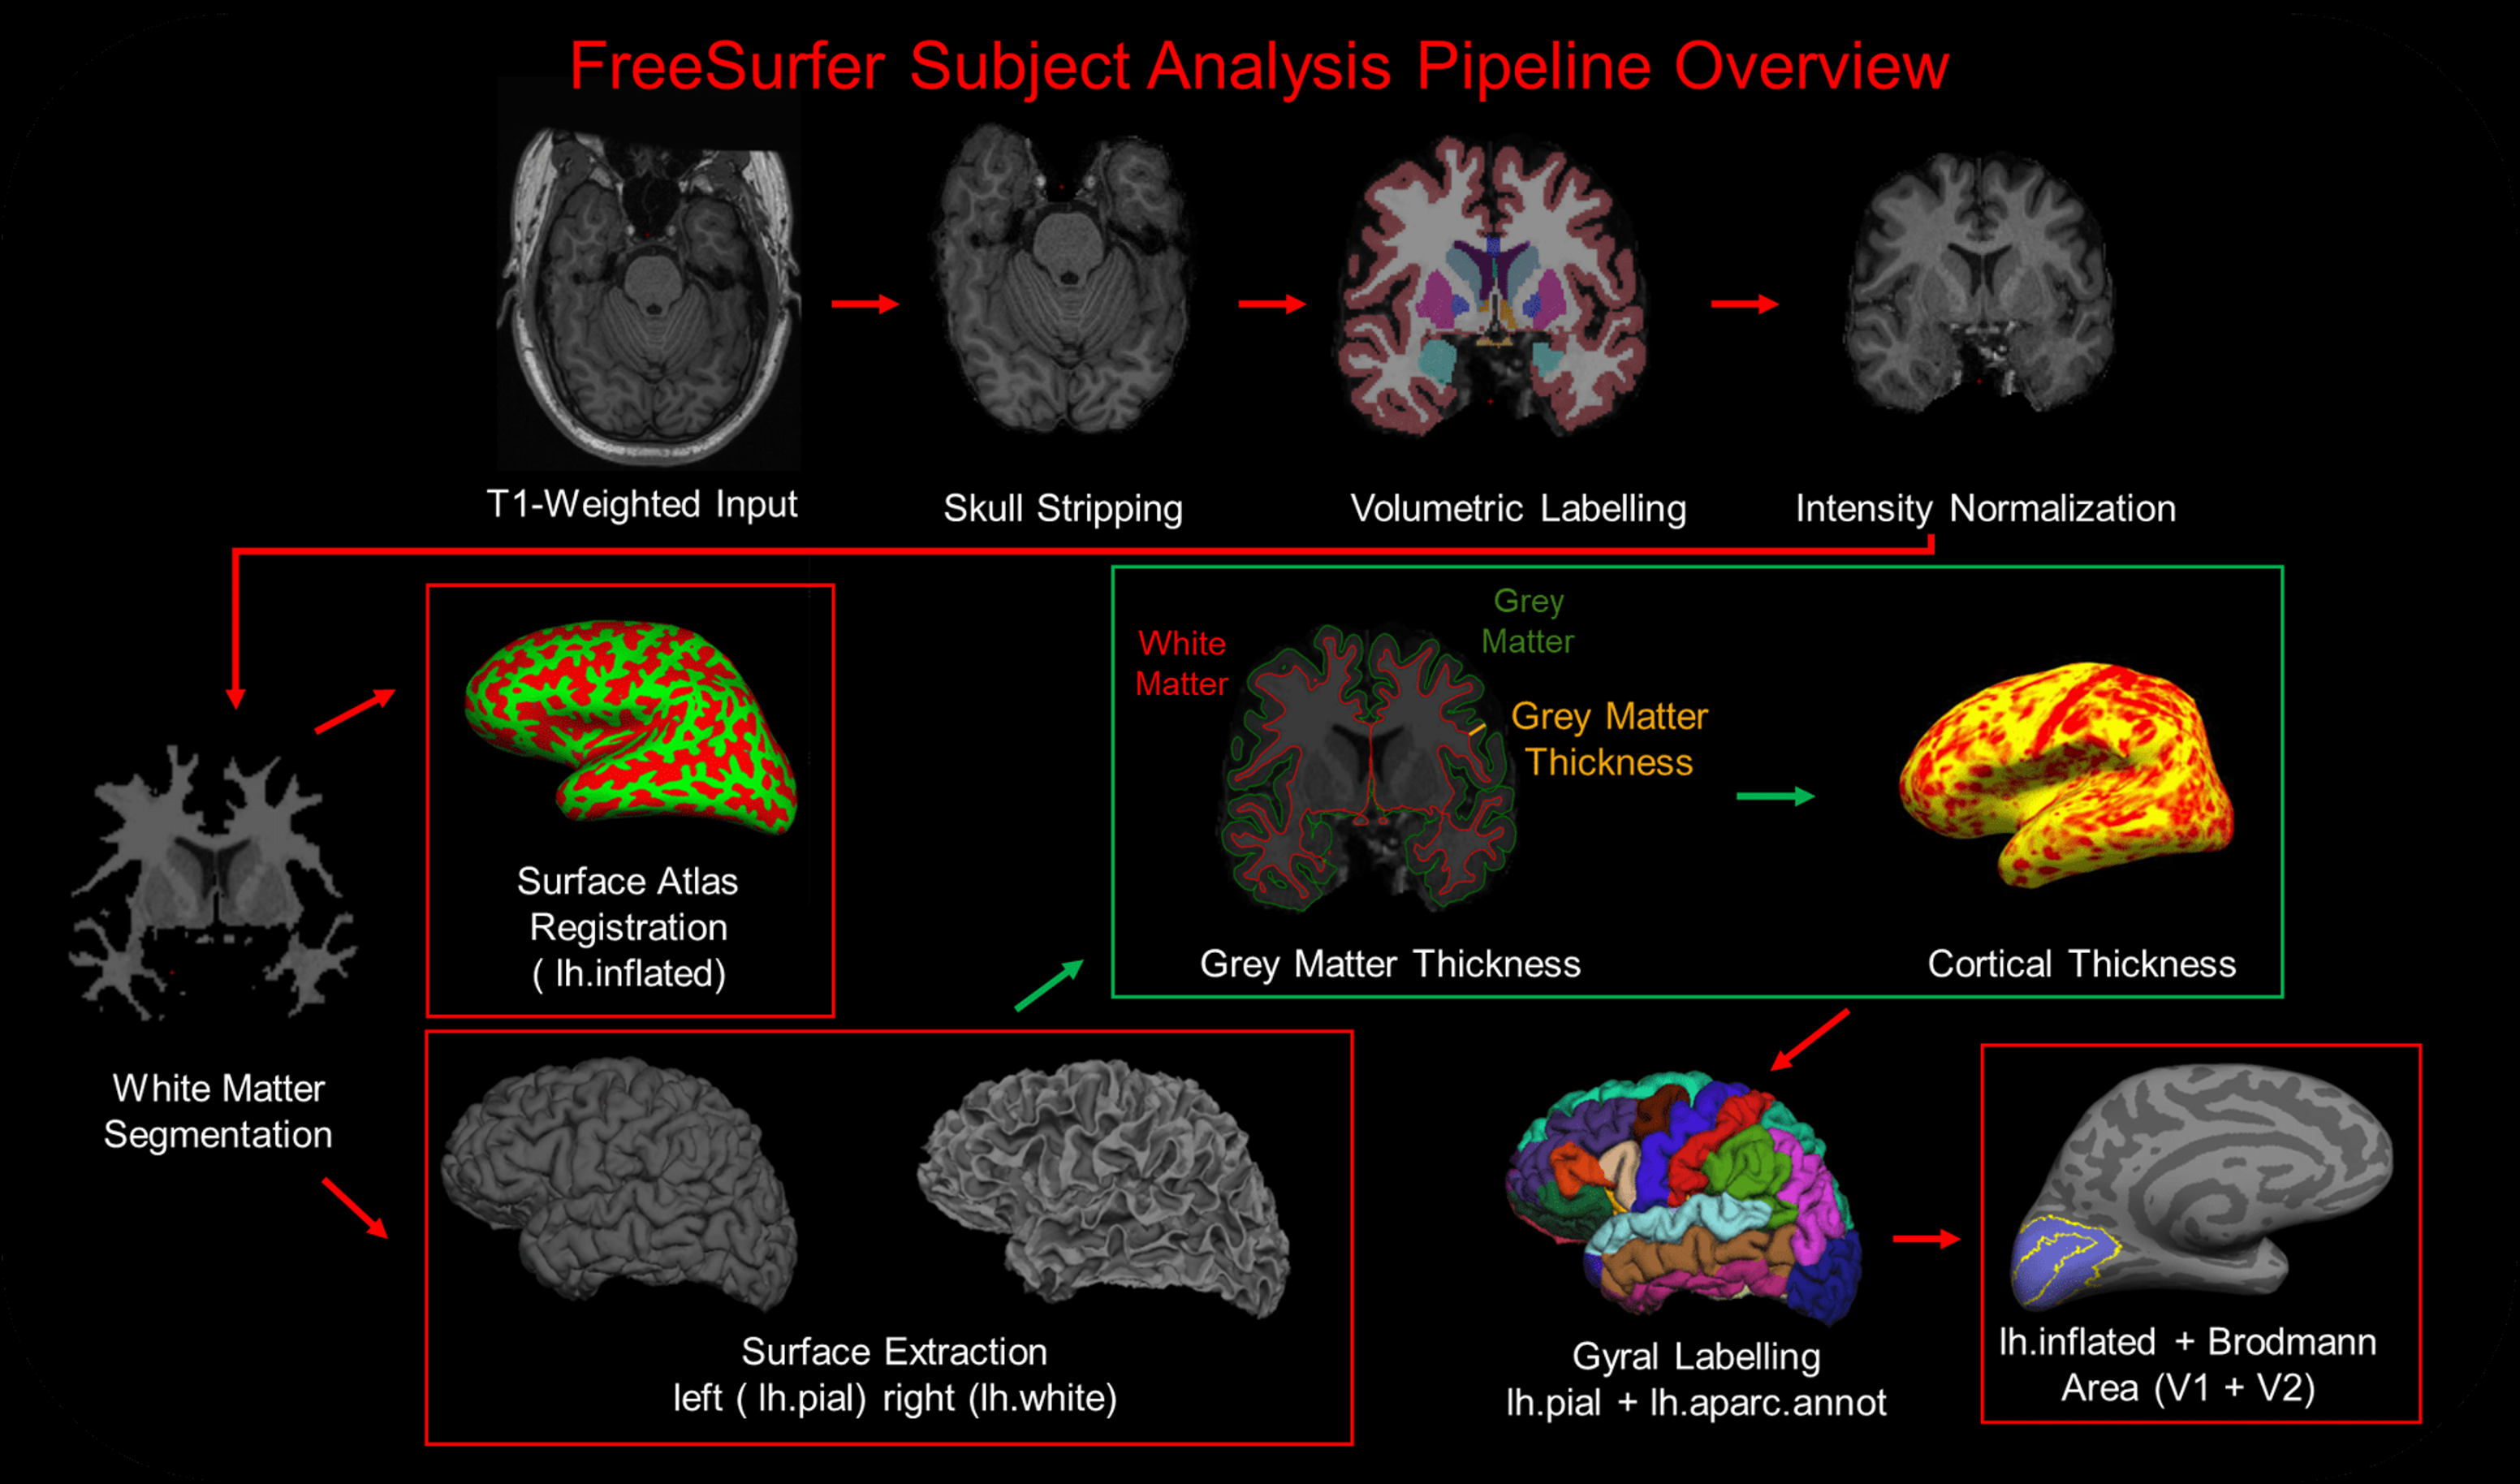 FreeSurfer Subject Analysis Pipeline Overview
T1-Weighted Input
Skull Stripping
Volumetric Labelling
Intensity Normalization
White Matter
Segmentation
Surface Atlas
Registration
( lh.inflated)
White
Matter
Grey
Matter
Grey Matter
Thickness
Grey Matter Thickness
Cortical Thickness
Surface Extraction
left ( lh.pial) right (lh.white)
Gyral Labelling
lh.pial + lh.aparc.annot
lh.inflated + Brodmann
Area (V1 + V2)